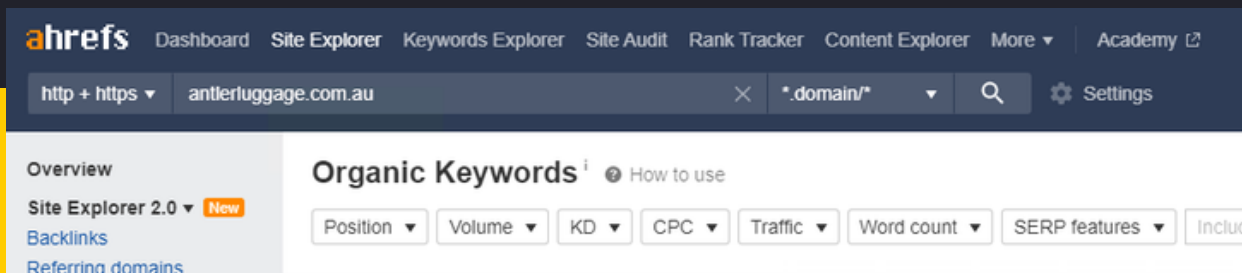 ahrefs Dashboard Site Explorer Keywords Explorer Site Audit Rank Tracker Content Explorer More Academy
http + https antlerluggage.com.au *.domain/* Settings
Overview
Organic Keywords i How to use
Site Explorer 2.0 New
Position Volume KD CPC Traffic Word count SERP features
Backlinks
Referring domains